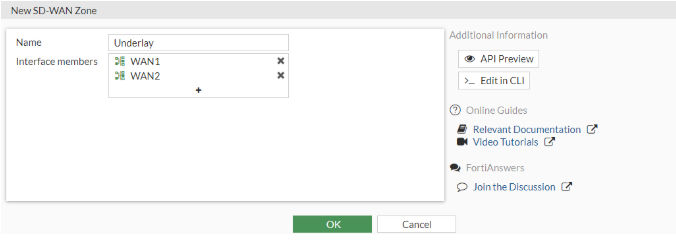 New SD-WAN Zone
Name Underlay
Interface members WAN1
WAN2
+
Additional Information
API Preview
>_ Edit in CLI
Online Guides
Relevant Documentation
Video Tutorials
FortiAnswers
Join the Discussion
OK Cancel